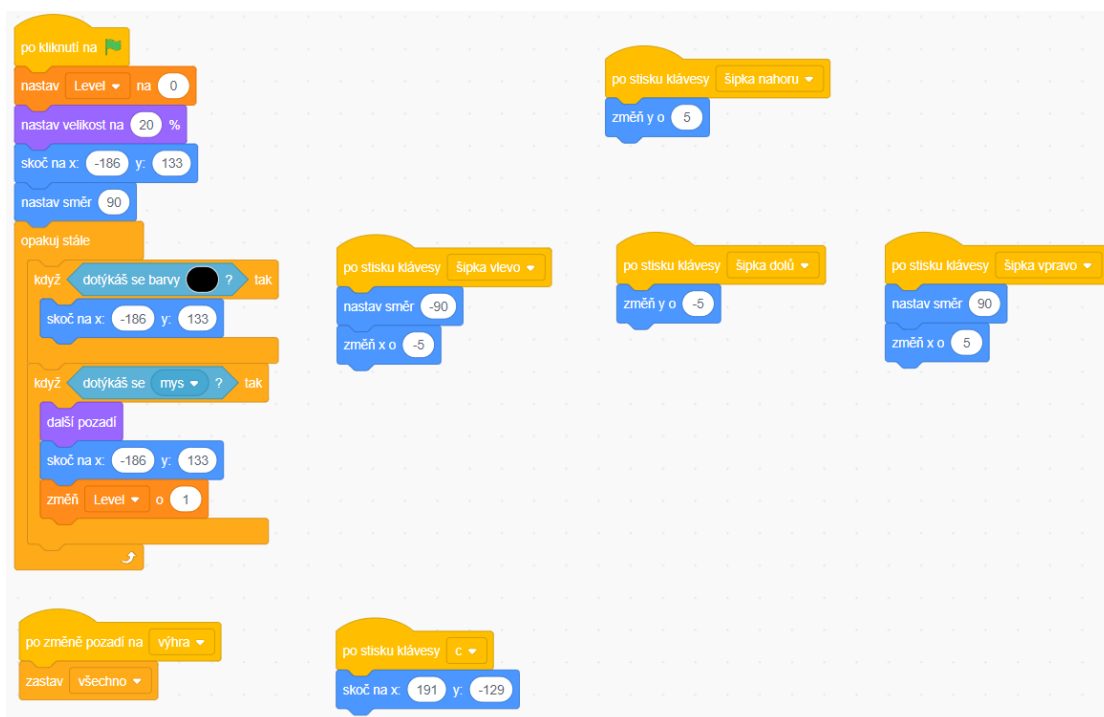 po kliknutí na
nastav Level na 0
nastav velikost na 20 %
skoč na x: -186 y: 133
nastav směr 90
opakuj stále
když dotýkáš se barvy ? tak
skoč na x: -186 y: 133
když dotýkáš se mys ? tak
další pozadí
skoč na x: -186 y: 133
změň Level o 1
po stisku klávesy šipka nahoru
změň y o 5
po stisku klávesy šipka vlevo
nastav směr -90
změň x o -5
po stisku klávesy šipka dolů
změň y o -5
po stisku klávesy šipka vpravo
nastav směr 90
změň x o 5
po změně pozadí na výhra
zastav všechno
po stisku klávesy c
skoč na x: 191 y: -129